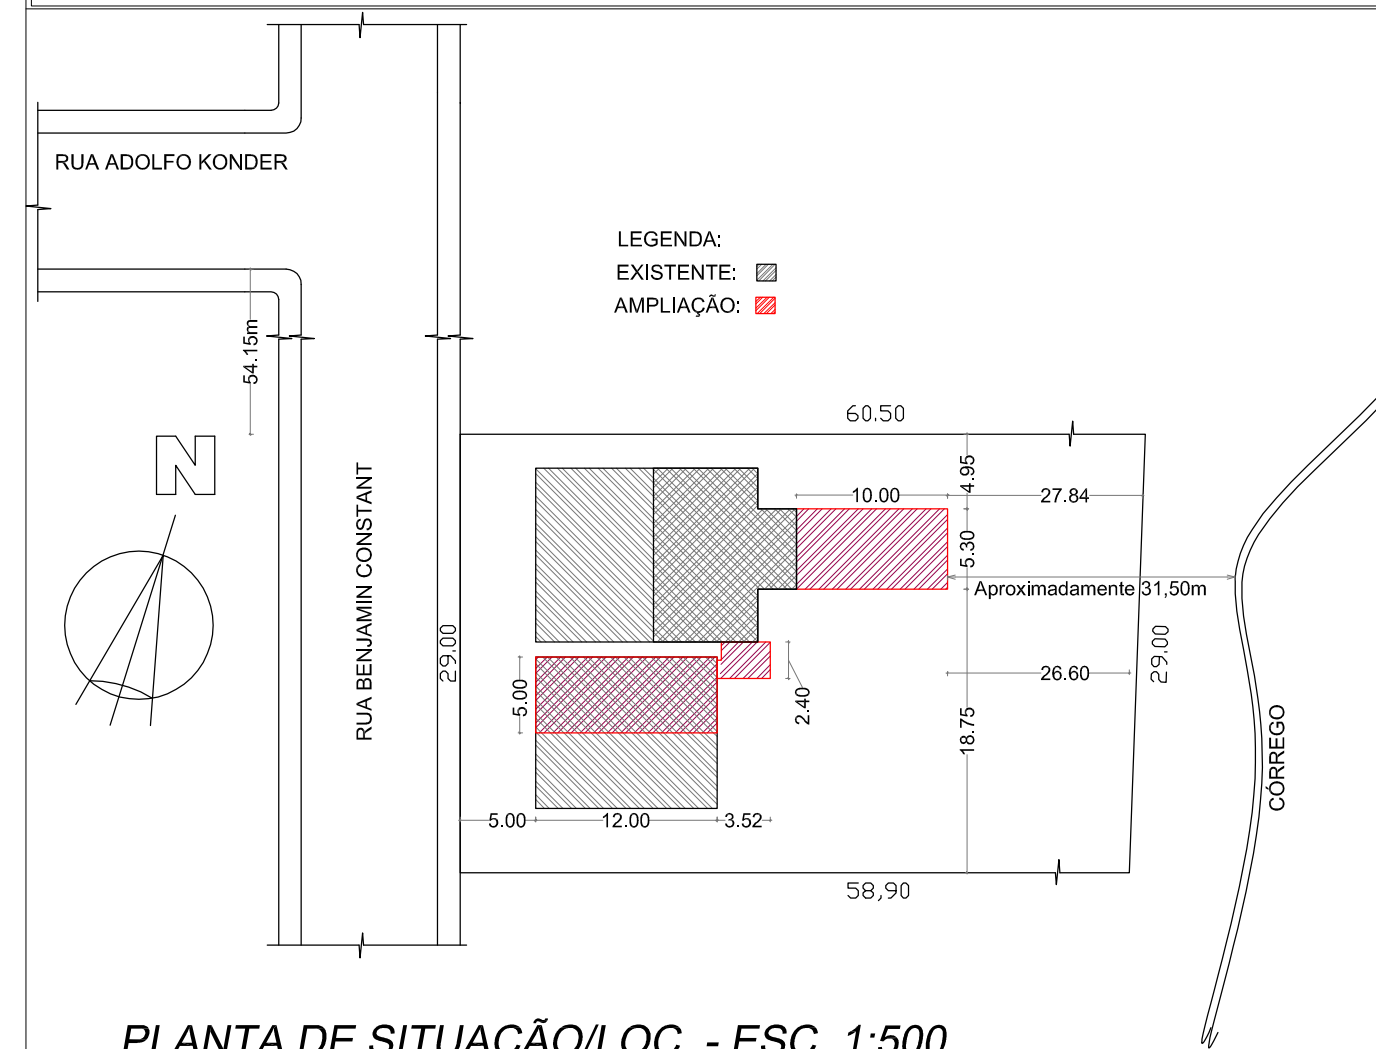 RUA ADOLFO KONDER
LEGENDA:
EXISTENTE:
AMPLIAÇÃO:
54.15m
N
RUA BENJAMIN CONSTANT
29.00
60.50
4.95
10.00
27.84
5.30
Aproximadamente 31,50m
29.00
26.60
5.00
2.40
18.75
CÓRREGO
5.00
12.00
3.52
58,90
PLANTA DE SITUAÇÃO/LOC. - ESC. 1:500